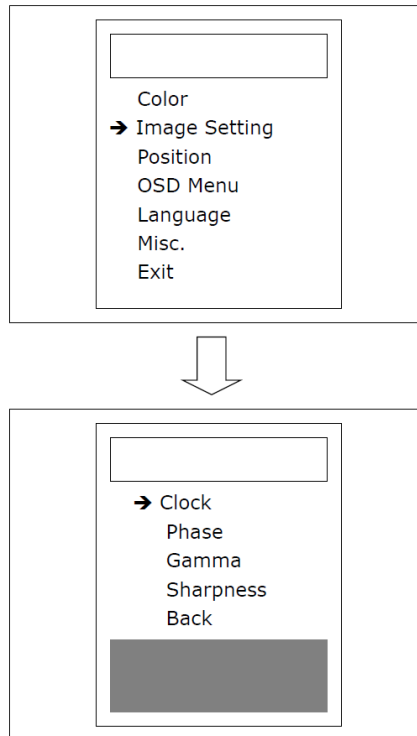 Color
➔ Image Setting
Position
OSD Menu
Language
Misc.
Exit
➔ Clock
Phase
Gamma
Sharpness
Back